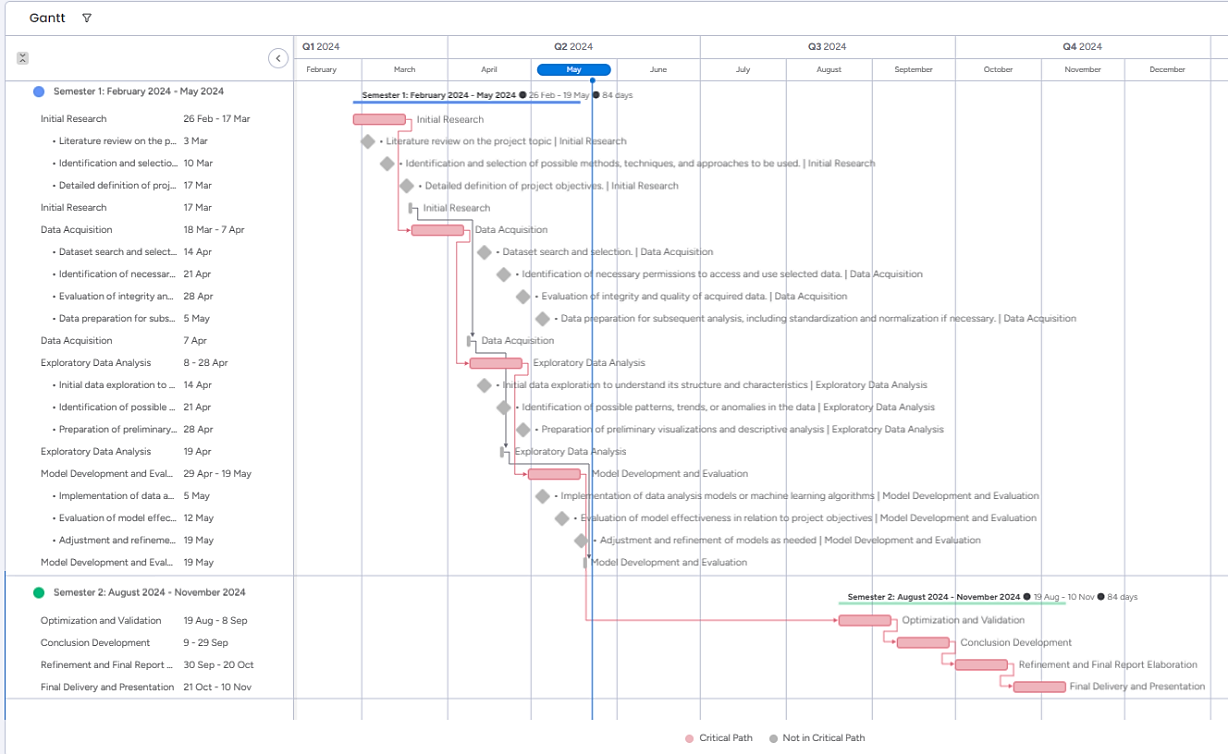 Gantt
Q1 2024 Q2 2024 Q3 2024 Q4 2024
February March April May June July August September October November December
Semester 1: February 2024 - May 2024
Semester 1: February 2024 - May 2024 ● 26 Feb - 19 May ● 84 days
Initial Research 26 Feb - 17 Mar Initial Research
• Literature review on the p... 3 Mar • Literature review on the project topic | Initial Research
• Identification and selectio... 10 Mar • Identification and selection of possible methods, techniques, and approaches to be used. | Initial Research
• Detailed definition of proj... 17 Mar • Detailed definition of project objectives. | Initial Research
Initial Research 17 Mar Initial Research
Data Acquisition 18 Mar - 7 Apr Data Acquisition
• Dataset search and select... 14 Apr • Dataset search and selection. | Data Acquisition
• Identification of necessar... 21 Apr • Identification of necessary permissions to access and use selected data. | Data Acquisition
• Evaluation of integrity an... 28 Apr • Evaluation of integrity and quality of acquired data. | Data Acquisition
• Data preparation for subs... 5 May • Data preparation for subsequent analysis, including standardization and normalization if necessary. | Data Acquisition
Data Acquisition 7 Apr Data Acquisition
Exploratory Data Analysis 8 - 28 Apr Exploratory Data Analysis
• Initial data exploration to ... 14 Apr • Initial data exploration to understand its structure and characteristics | Exploratory Data Analysis
• Identification of possible ... 21 Apr • Identification of possible patterns, trends, or anomalies in the data | Exploratory Data Analysis
• Preparation of preliminary... 28 Apr • Preparation of preliminary visualizations and descriptive analysis | Exploratory Data Analysis
Exploratory Data Analysis 19 Apr Exploratory Data Analysis
Model Development and Eval... 29 Apr - 19 May Model Development and Evaluation
• Implementation of data a... 5 May • Implementation of data analysis models or machine learning algorithms | Model Development and Evaluation
• Evaluation of model effec... 12 May • Evaluation of model effectiveness in relation to project objectives | Model Development and Evaluation
• Adjustment and refineme... 19 May • Adjustment and refinement of models as needed | Model Development and Evaluation
Model Development and Eval... 19 May Model Development and Evaluation
Semester 2: August 2024 - November 2024
Semester 2: August 2024 - November 2024 ● 19 Aug - 10 Nov ● 84 days
Optimization and Validation 19 Aug - 8 Sep Optimization and Validation
Conclusion Development 9 - 29 Sep Conclusion Development
Refinement and Final Report ... 30 Sep - 20 Oct Refinement and Final Report Elaboration
Final Delivery and Presentation 21 Oct - 10 Nov Final Delivery and Presentation
Critical Path Not in Critical Path